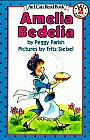 An I Can Read Book
Amelia
Bedelia
by Peggy Parish
Pictures by Fritz Siebel